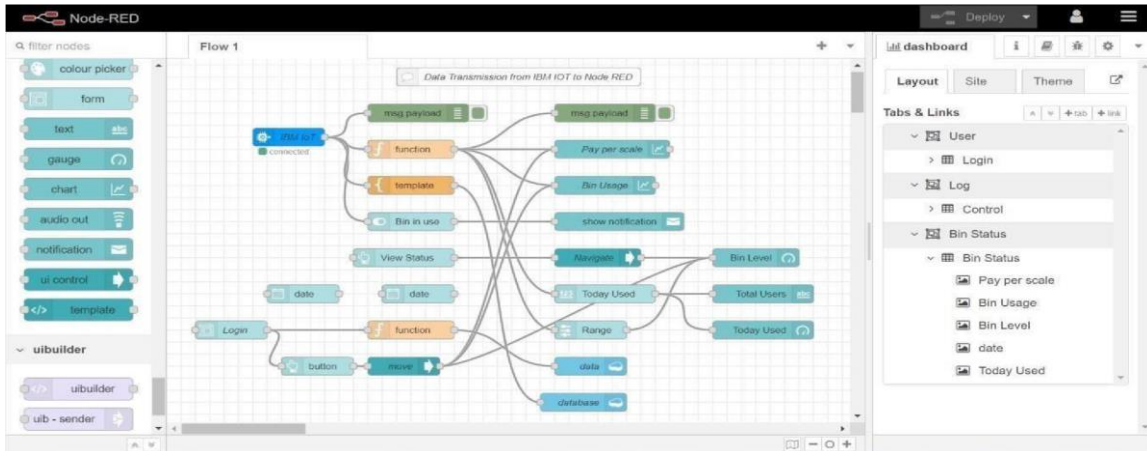 Node-RED
Deploy
filter nodes
colour picker
form
text
abc
gauge
chart
audio out
notification
ui control
template
uibuilder
uibuilder
uib - sender
Flow 1
Data Transmission from IBM IOT to Node RED
msg payload
msg payload
IBM IoT
connected
function
Pay per scale
template
Bin Usage
Bin in use
show notification
View Status
Navigate
Bin Level
date
date
123
Today Used
Total Users
abc
Login
function
Range
Today Used
button
move
data
database
dashboard
i
Layout
Site
Theme
Tabs & Links
+ tab
+ link
User
Login
Log
Control
Bin Status
Bin Status
Pay per scale
Bin Usage
Bin Level
date
Today Used